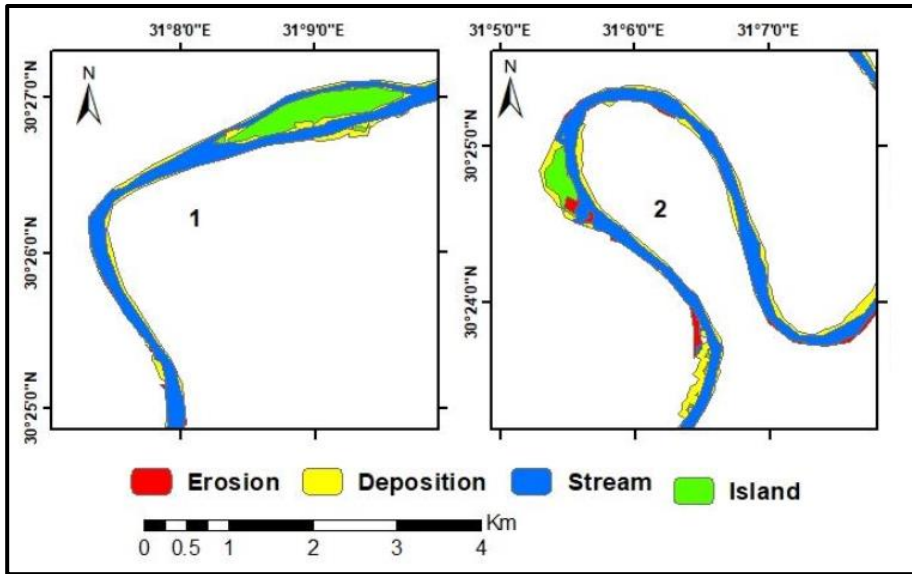 31°8'0"E 31°9'0"E
31°5'0"E 31°6'0"E 31°7'0"E
N
30°27'0"N
30°26'0"N
30°25'0"N
1
N
30°25'0"N
30°24'0"N
2
Erosion Deposition Stream Island
Km
0 0.5 1 2 3 4